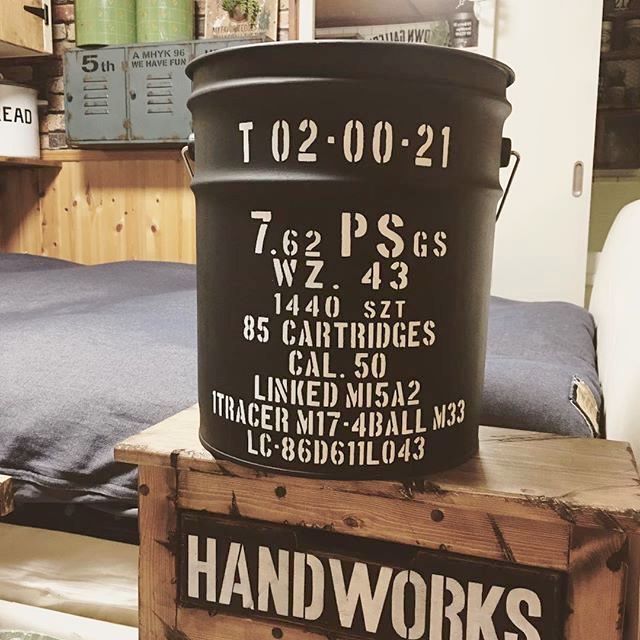 5th
A MHYK 96
WE HAVE FUN
EAD
T 02-00-21
7.62 PSGS
WZ. 43
1440 SZT
85 CARTRIDGES
CAL. 50
LINKED M15A2
1TRACER M17-4BALL M33
LC-86D611L043
HANDWORKS